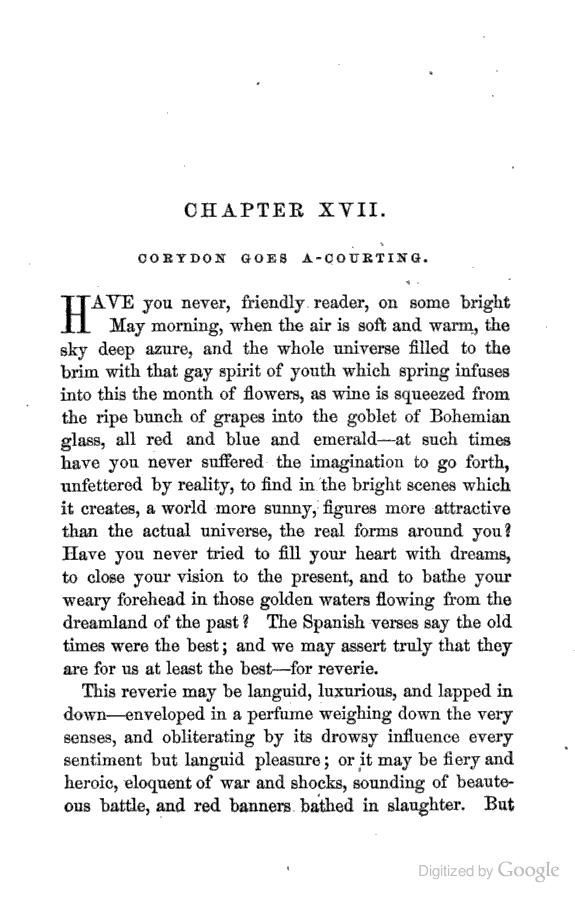 CHAPTER XVII.
CORYDON GOES A-COURTING.
HAVE you never, friendly reader, on some bright
May morning, when the air is soft and warm, the
sky deep azure, and the whole universe filled to the
brim with that gay spirit of youth which spring infuses
into this the month of flowers, as wine is squeezed from
the ripe bunch of grapes into the goblet of Bohemian
glass, all red and blue and emerald—at such times
have you never suffered the imagination to go forth,
unfettered by reality, to find in the bright scenes which
it creates, a world more sunny, figures more attractive
than the actual universe, the real forms around you?
Have you never tried to fill your heart with dreams,
to close your vision to the present, and to bathe your
weary forehead in those golden waters flowing from the
dreamland of the past? The Spanish verses say the old
times were the best; and we may assert truly that they
are for us at least the best—for reverie.
This reverie may be languid, luxurious, and lapped in
down—enveloped in a perfume weighing down the very
senses, and obliterating by its drowsy influence every
sentiment but languid pleasure; or it may be fiery and
heroic, eloquent of war and shocks, sounding of beaute-
ous battle, and red banners bathed in slaughter. But
Digitized by Google